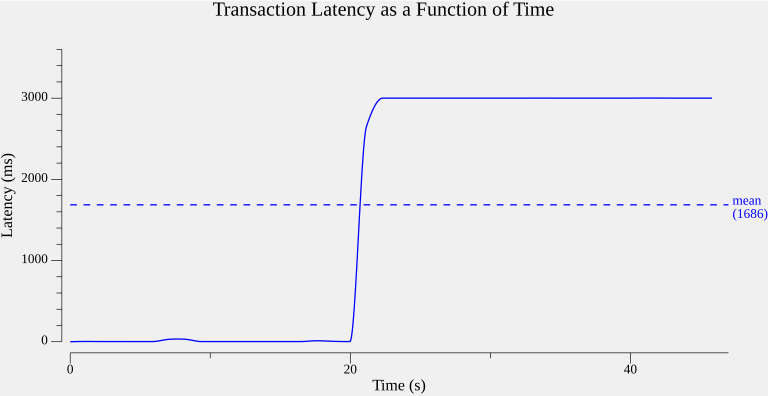 Transaction Latency as a Function of Time
Latency (ms)
3000
2000
1000
0
mean
(1686)
0
20
40
Time (s)